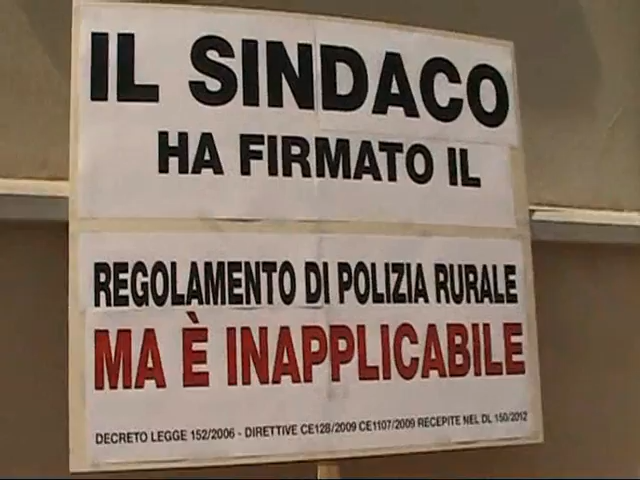 IL SINDACO
HA FIRMATO IL
REGOLAMENTO DI POLIZIA RURALE
MA È INAPPLICABILE
DECRETO LEGGE 152/2006 - DIRETTIVE CE128/2009 CE1107/2009 RECEPITE NEL DL 150/2012